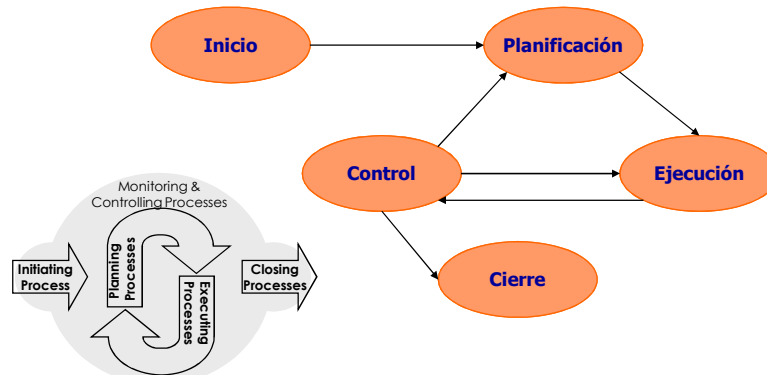 Inicio
Planificación
Control
Ejecución
Cierre
Monitoring &
Controlling Processes
Initiating
Process
Planning
Processes
Executing
Processes
Closing
Processes